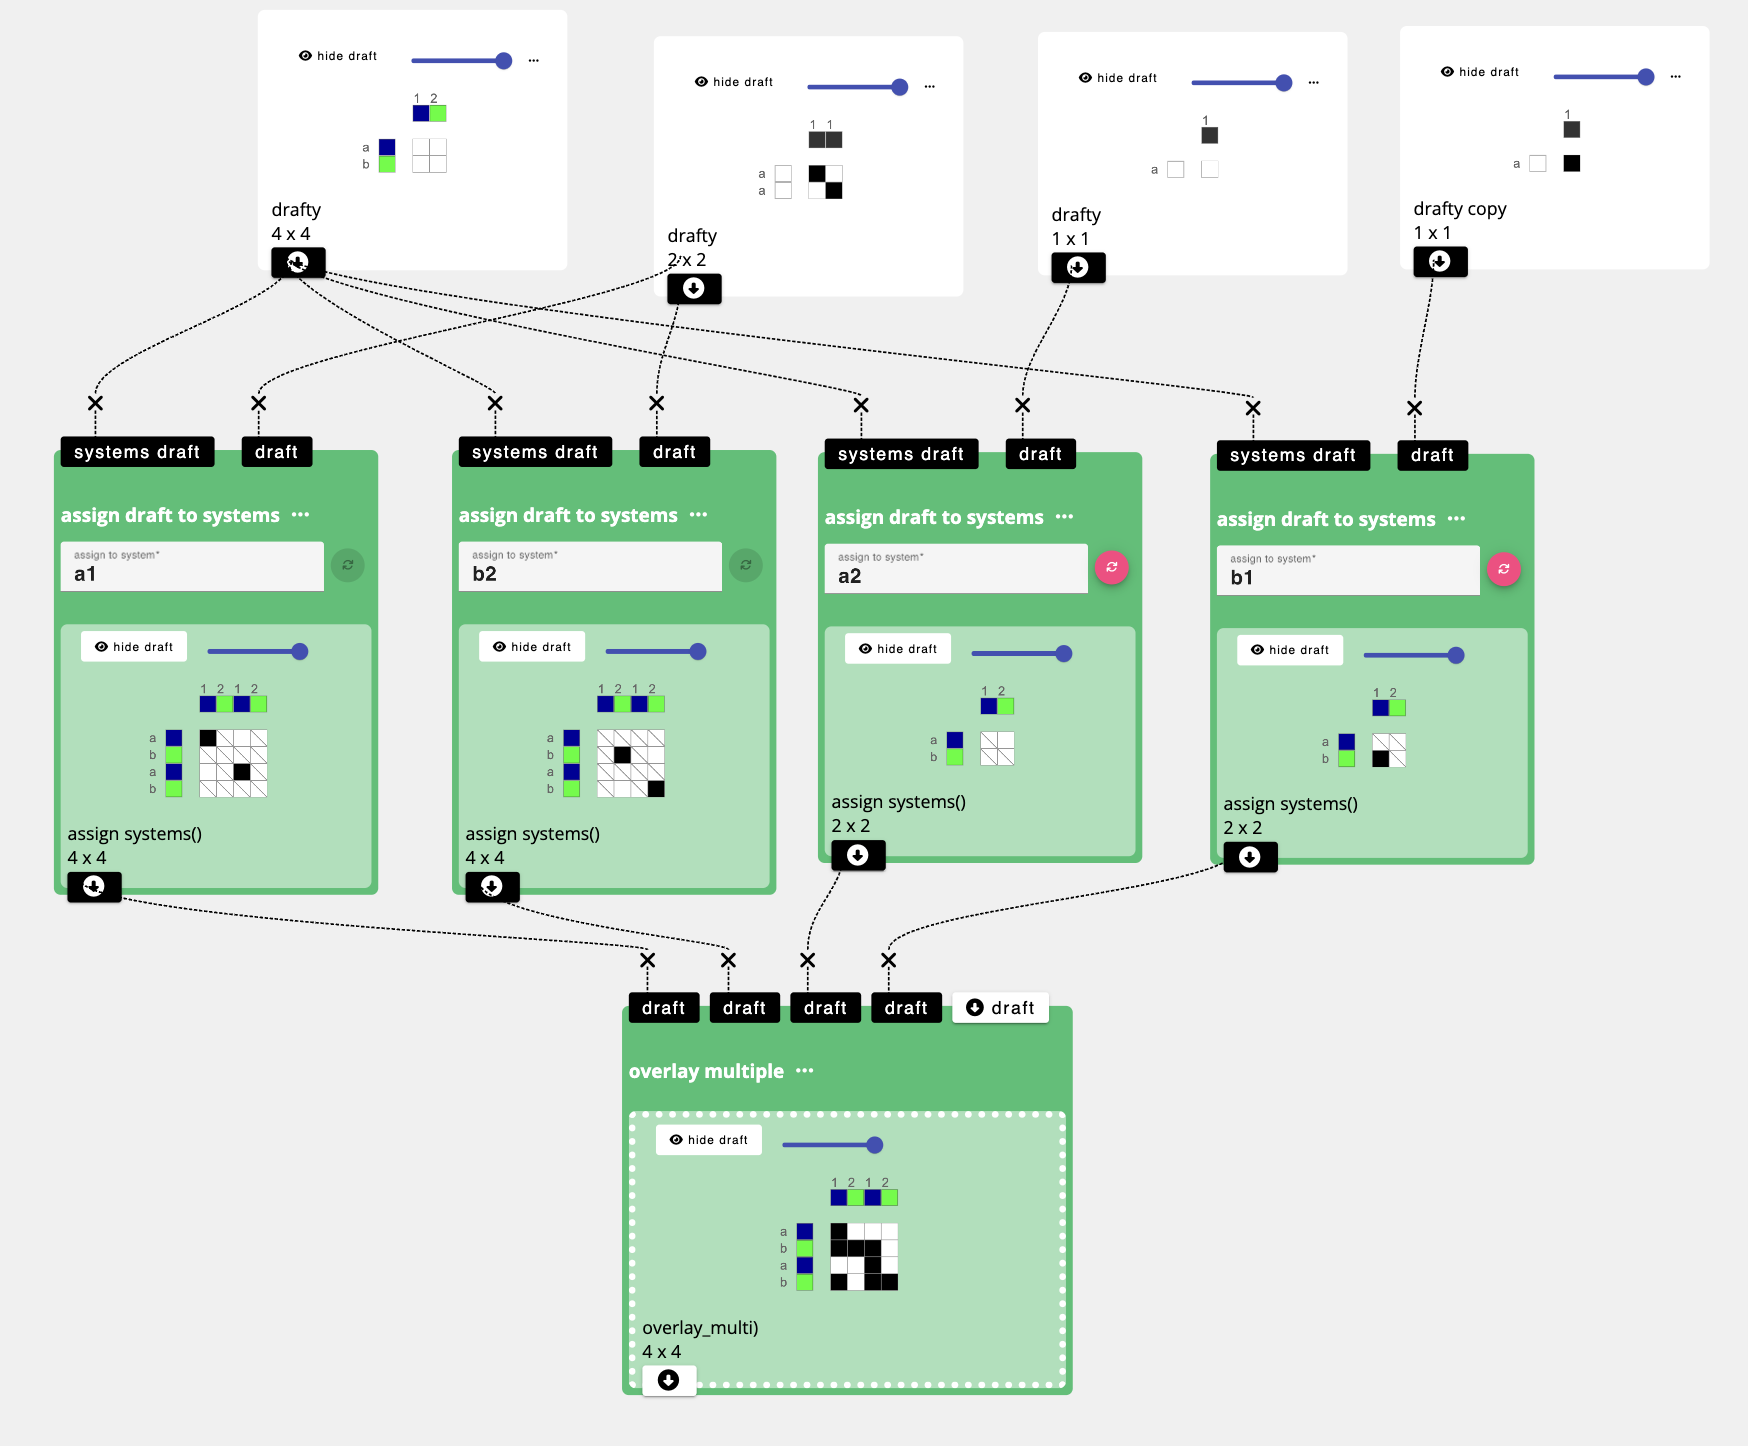 hide draft
...
1 2
a
b
drafty
4 x 4
hide draft
...
1 1
a
a
drafty
2 x 2
hide draft
...
1
a
drafty
1 x 1
hide draft
...
1
a
drafty copy
1 x 1
systems draft
draft
assign draft to systems ...
assign to system*
a1
hide draft
1 2 1 2
a
b
a
b
assign systems()
4 x 4
systems draft
draft
assign draft to systems ...
assign to system*
b2
hide draft
1 2 1 2
a
b
a
b
assign systems()
4 x 4
systems draft
draft
assign draft to systems ...
assign to system*
a2
hide draft
1 2
a
b
assign systems()
2 x 2
systems draft
draft
assign draft to systems ...
assign to system*
b1
hide draft
1 2
a
b
assign systems()
2 x 2
draft
draft
draft
draft
draft
overlay multiple ...
hide draft
1 2 1 2
a
b
a
b
overlay_multi)
4 x 4